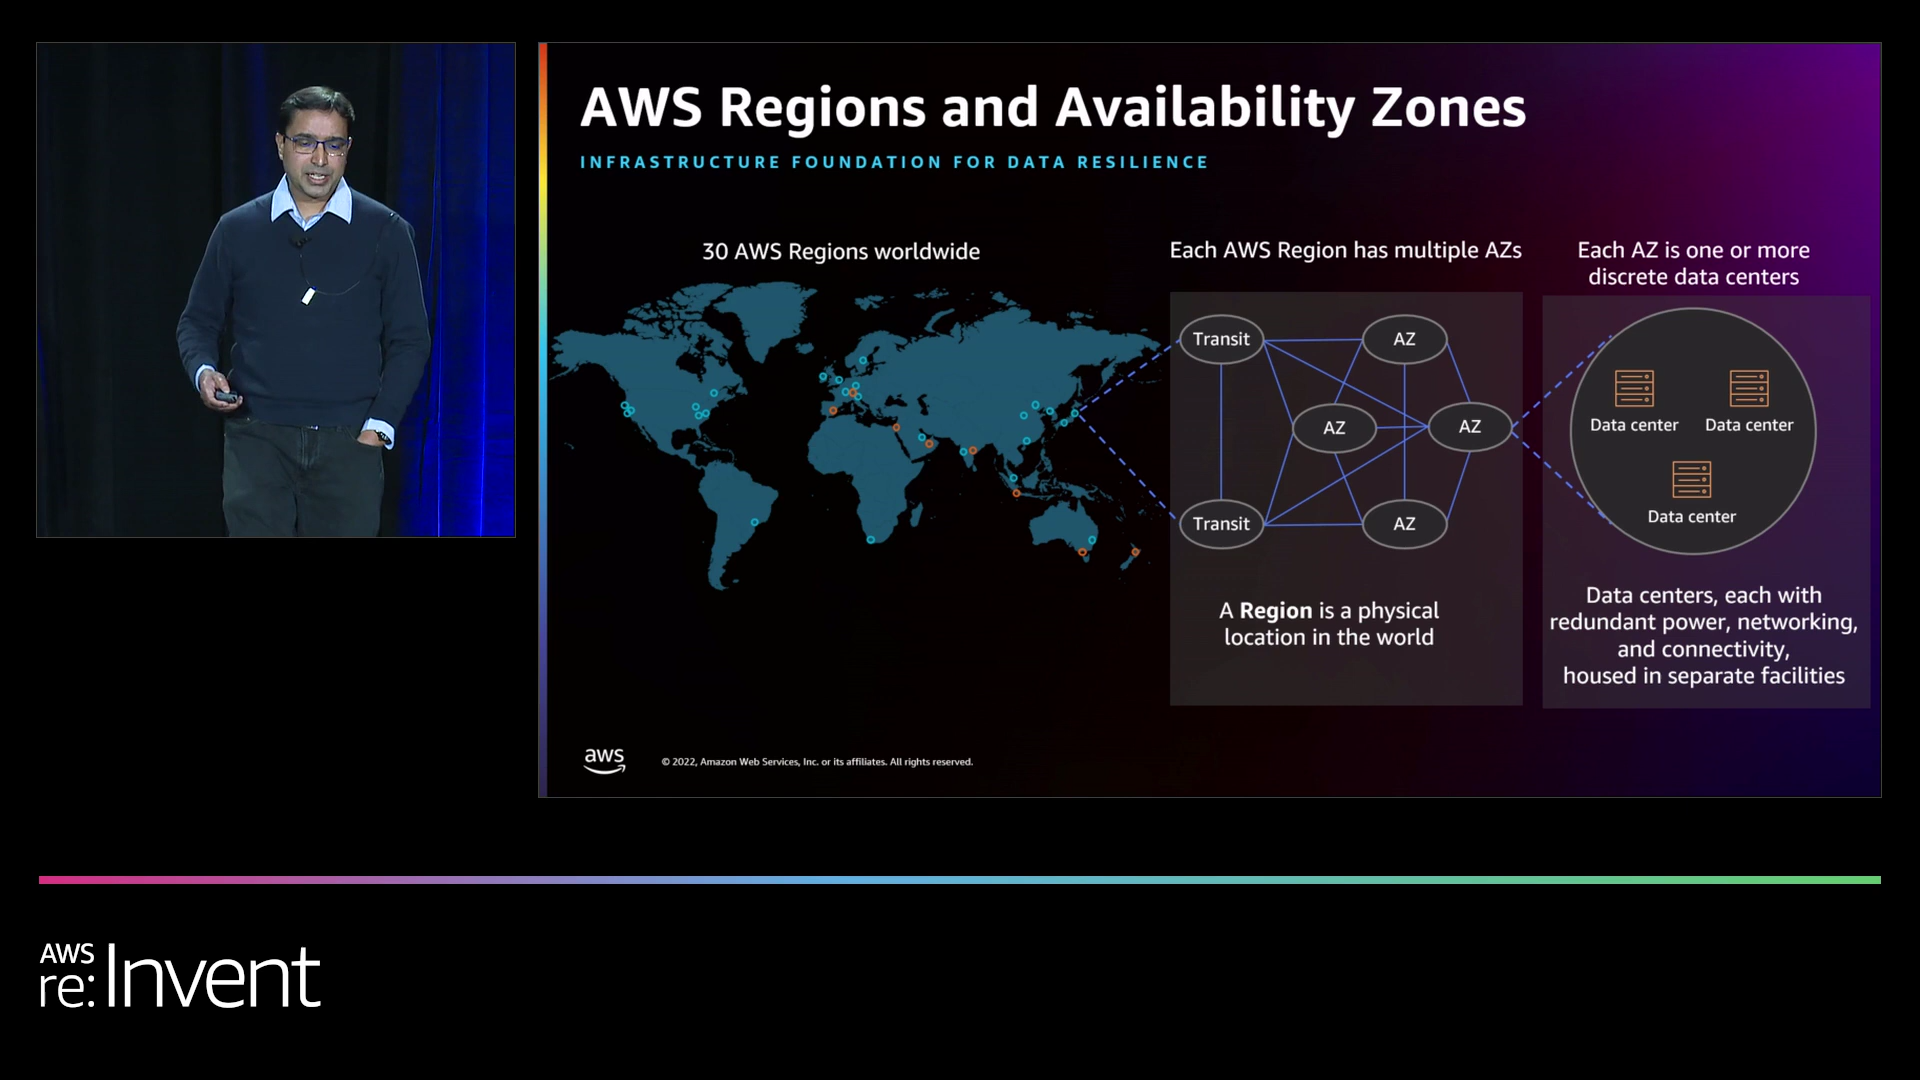 AWS Regions and Availability Zones
INFRASTRUCTURE FOUNDATION FOR DATA RESILIENCE
30 AWS Regions worldwide
Each AWS Region has multiple AZs
Transit
AZ
AZ
AZ
Transit
AZ
A Region is a physical
location in the world
Each AZ is one or more
discrete data centers
Data center
Data center
Data center
Data centers, each with
redundant power, networking,
and connectivity,
housed in separate facilities
aws
© 2022, Amazon Web Services, Inc. or its affiliates. All rights reserved.
AWS
re:Invent